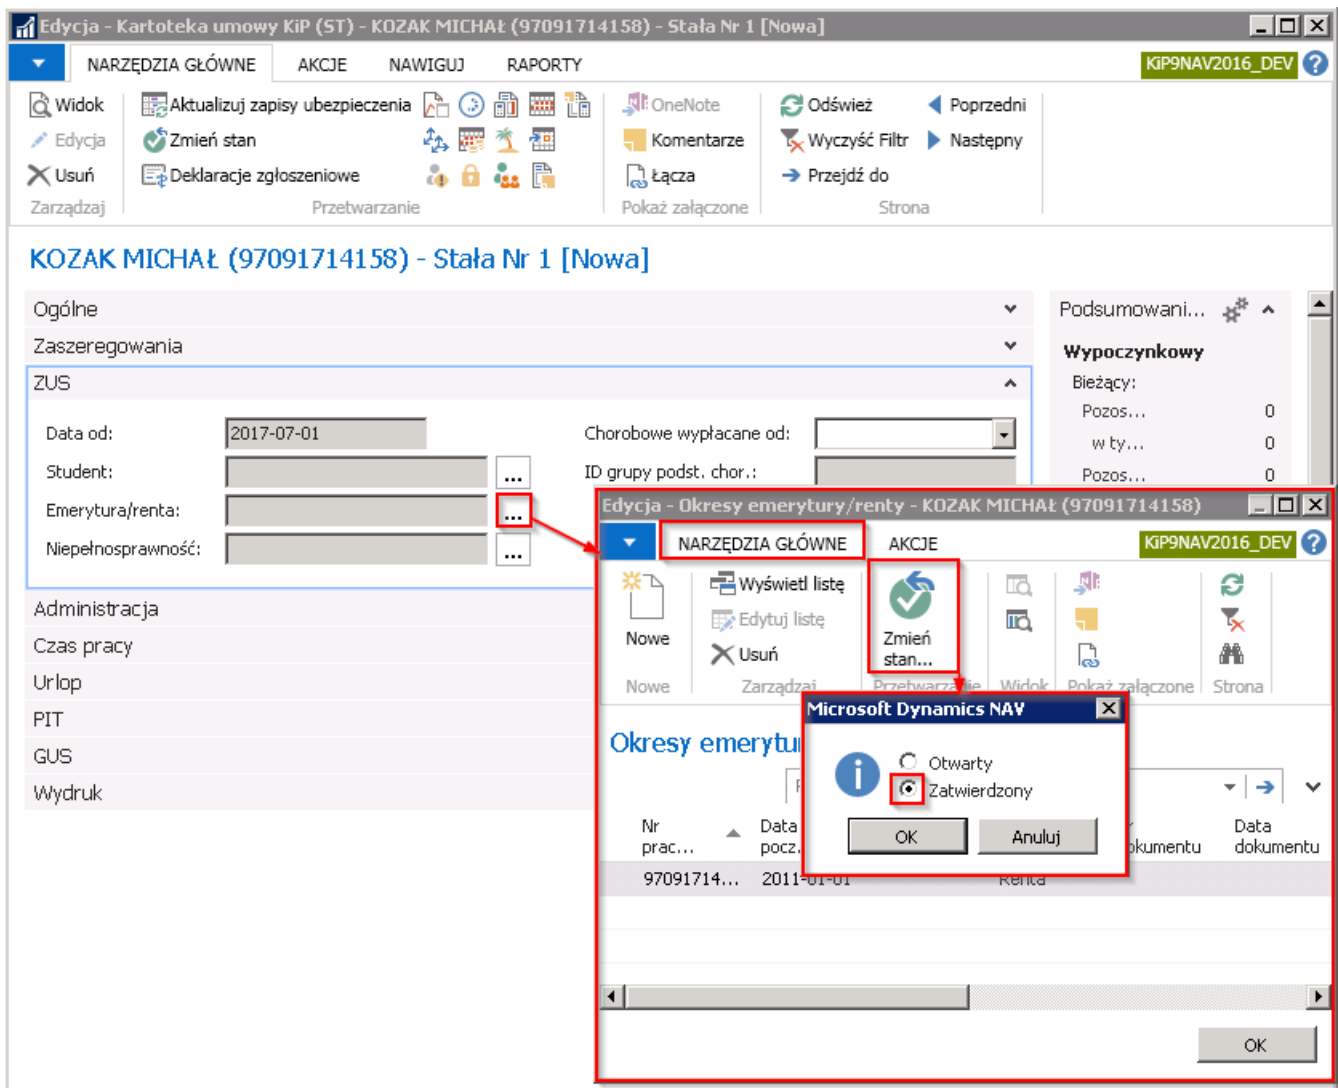 Edycja - Kartoteka umowy KiP (ST) - KOZAK MICHAŁ (97091714158) - Stała Nr 1 [Nowa]
NARZĘDZIA GŁÓWNE AKCJE NAWIGUJ RAPORTY KiP9NAV2016_DEV
Widok Aktualizuj zapisy ubezpieczenia OneNote Odśwież Poprzedni
Edycja Zmień stan Komentarze Wyczyść Filtr Następny
Usuń Deklaracje zgłoszeniowe Łącza Przejdź do
Zarządzaj Przetwarzanie Pokaż załączone Strona
KOZAK MICHAŁ (97091714158) - Stała Nr 1 [Nowa]
Ogólne
Zaszeregowania
ZUS
Data od: 2017-07-01 Chorobowe wypłacane od:
Student: ... ID grupy podst. chor.:
Emerytura/renta: ...
Niepełnosprawność: ...
Administracja
Czas pracy
Urlop
PIT
GUS
Wydruk
Podsumowani...
Wypoczynkowy
Bieżący:
Pozos... 0
w ty... 0
Pozos... 0
Edycja - Okresy emerytury/renty - KOZAK MICHAŁ (97091714158)
NARZĘDZIA GŁÓWNE AKCJE KiP9NAV2016_DEV
Nowe Wyświetl listę Zmień stan...
Edytuj listę
Usuń
Nowe Zarządzaj Przetwarzanie Widok Pokaż załączone Strona
Okresy emerytu
Microsoft Dynamics NAV
Otwarty
Zatwierdzony
OK Anuluj
Nr prac... Data pocz. kumentu Data dokumentu
97091714... 2011-01-01 Renta
OK